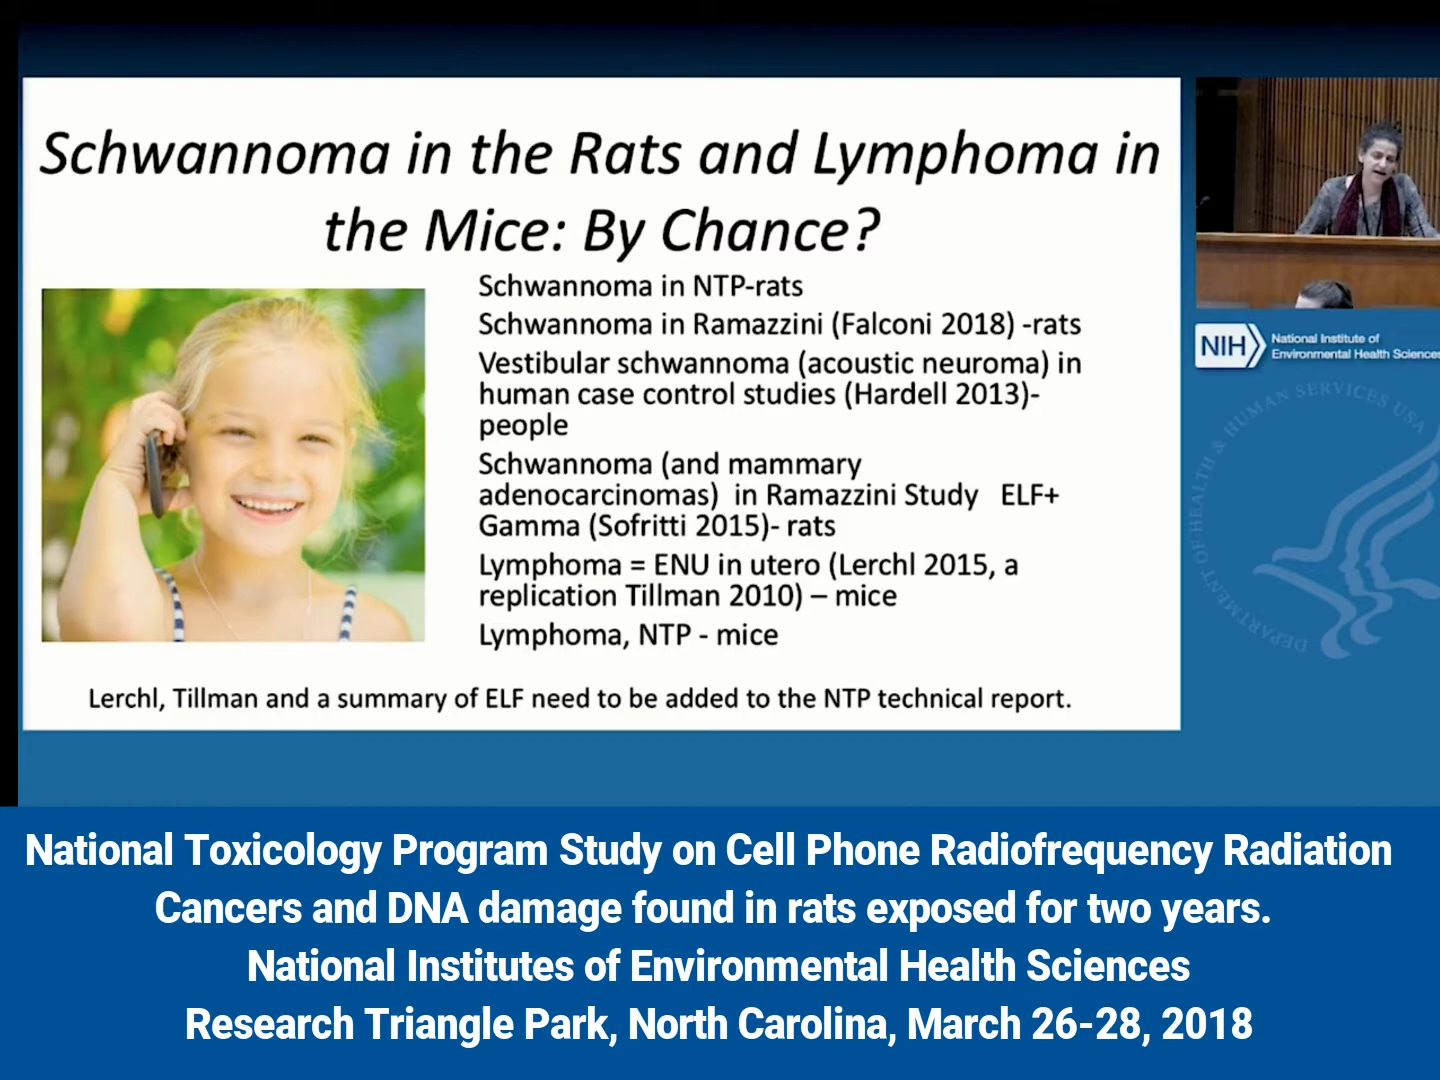 Schwannoma in the Rats and Lymphoma in
the Mice: By Chance?
Schwannoma in NTP-rats
Schwannoma in Ramazzini (Falconi 2018) -rats
Vestibular schwannoma (acoustic neuroma) in
human case control studies (Hardell 2013)-
people
Schwannoma (and mammary
adenocarcinomas) in Ramazzini Study ELF+
Gamma (Sofritti 2015)- rats
Lymphoma = ENU in utero (Lerchl 2015, a
replication Tillman 2010) – mice
Lymphoma, NTP - mice
Lerchl, Tillman and a summary of ELF need to be added to the NTP technical report.
NIH
National Institute of
Environmental Health Sciences
DEPARTMENT OF HEALTH & HUMAN SERVICES USA
National Toxicology Program Study on Cell Phone Radiofrequency Radiation
Cancers and DNA damage found in rats exposed for two years.
National Institutes of Environmental Health Sciences
Research Triangle Park, North Carolina, March 26-28, 2018